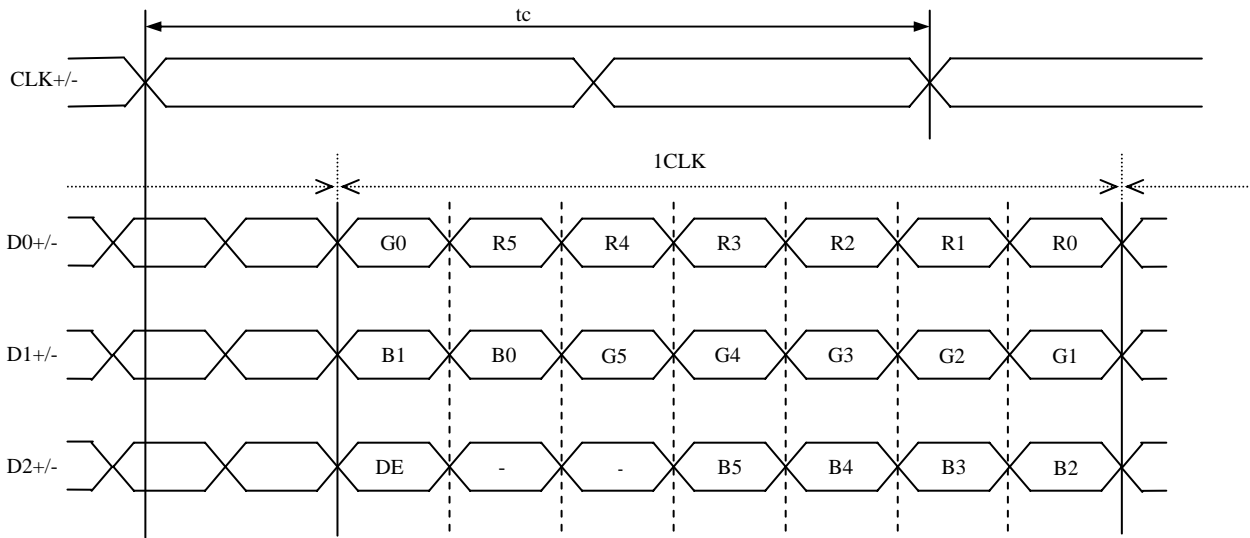 tc
CLK+/-
1CLK
D0+/- G0 R5 R4 R3 R2 R1 R0
D1+/- B1 B0 G5 G4 G3 G2 G1
D2+/- DE - - B5 B4 B3 B2